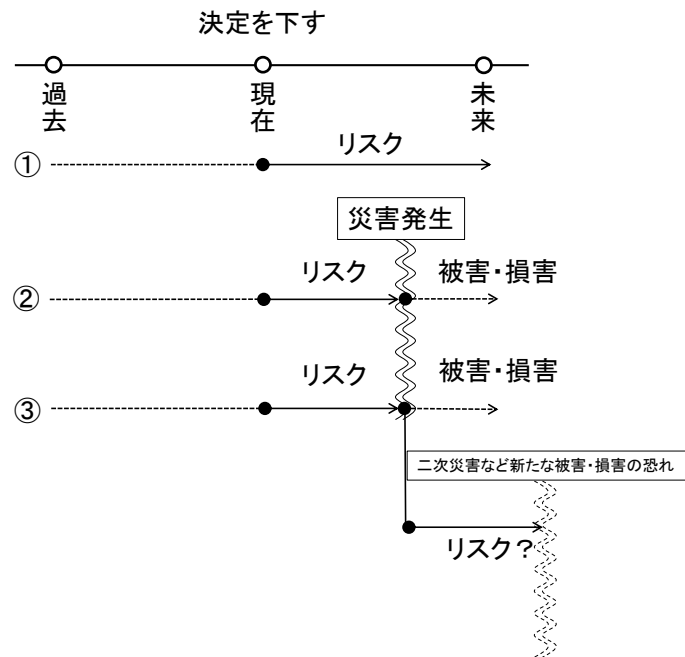 決定を下す
過去
現在
未来
①
リスク
災害発生
②
リスク
被害・損害
③
リスク
被害・損害
二次災害など新たな被害・損害の恐れ
リスク？